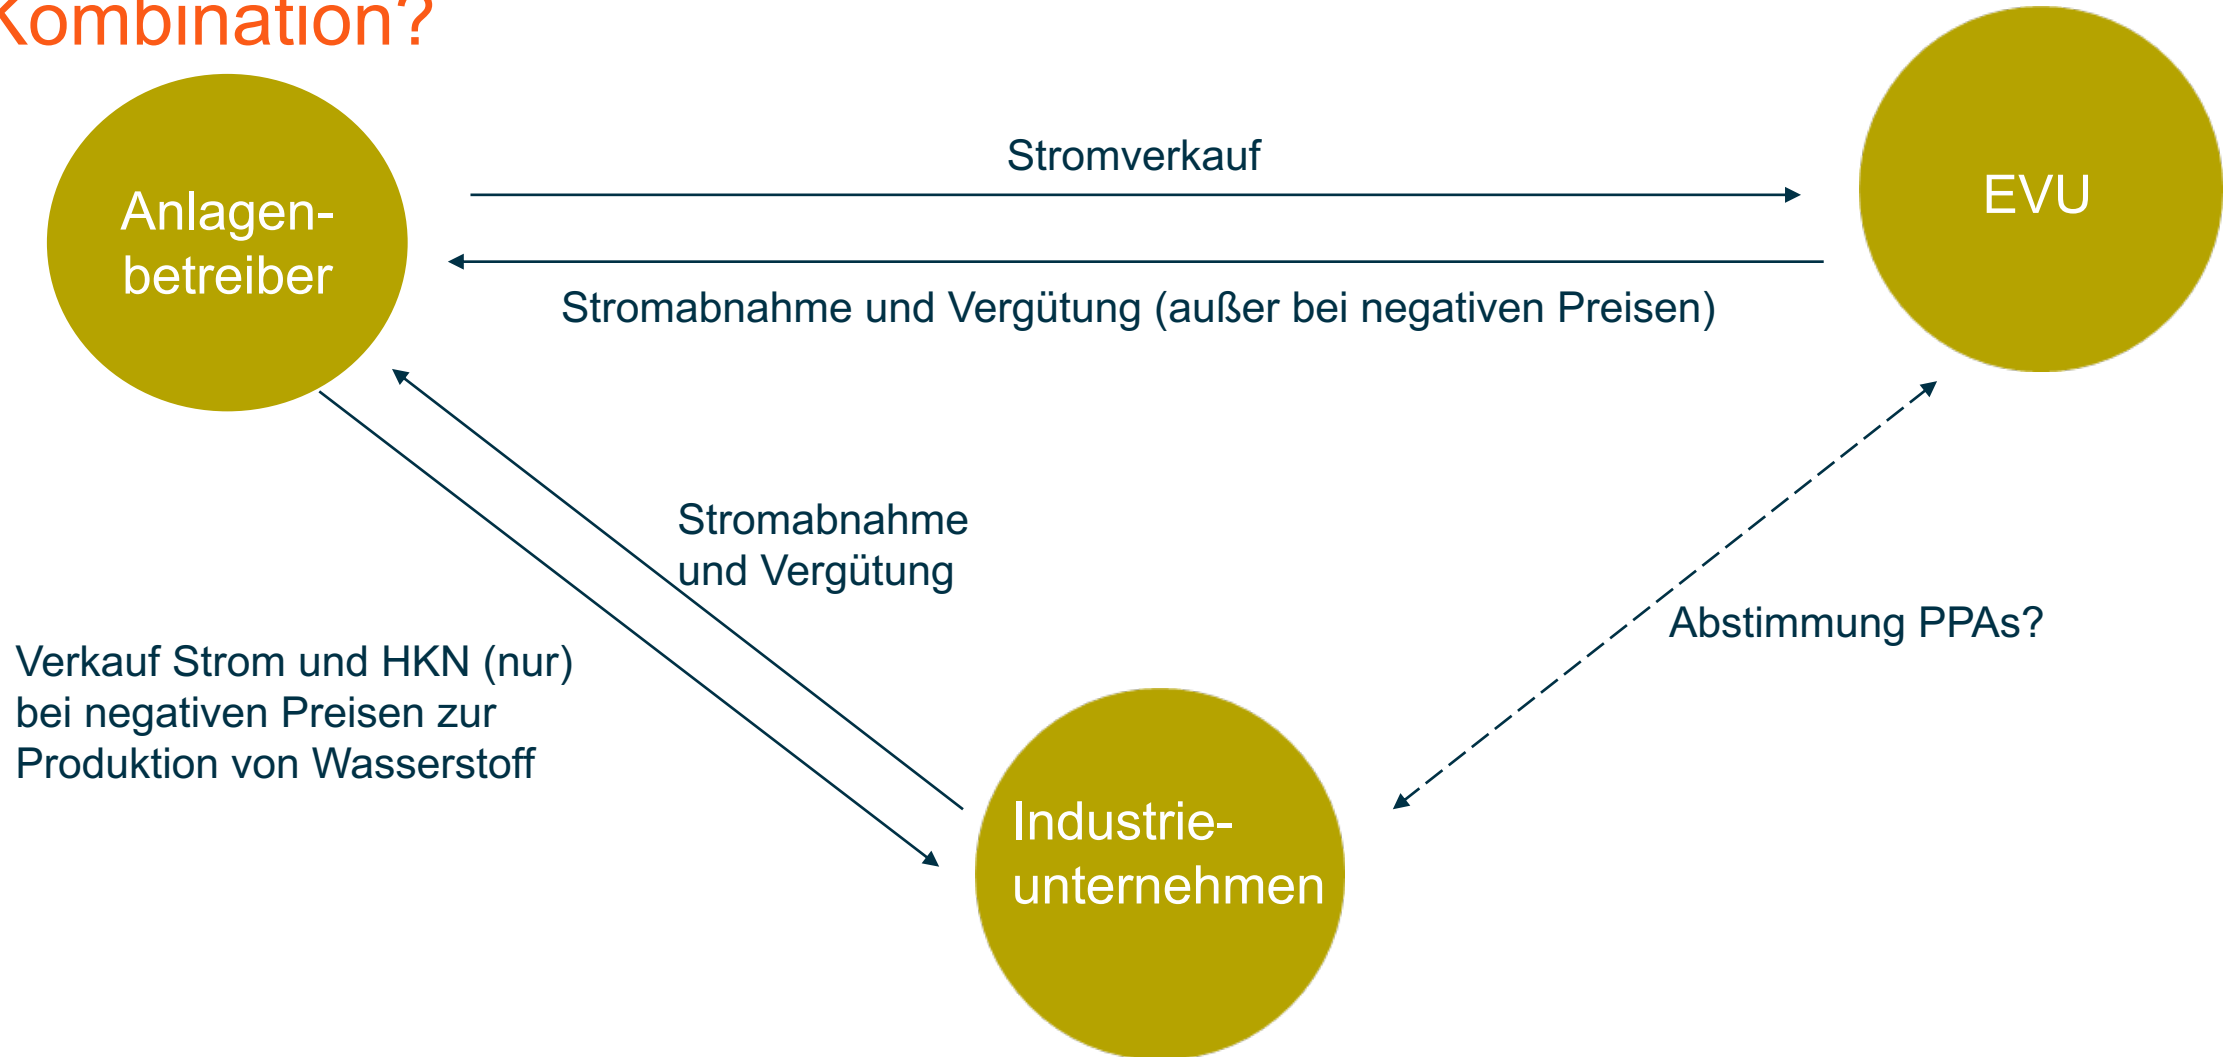 Kombination?
Stromverkauf
Anlagen-
betreiber
EVU
Stromabnahme und Vergütung (außer bei negativen Preisen)
Stromabnahme
und Vergütung
Abstimmung PPAs?
Verkauf Strom und HKN (nur)
bei negativen Preisen zur
Produktion von Wasserstoff
Industrie-
unternehmen